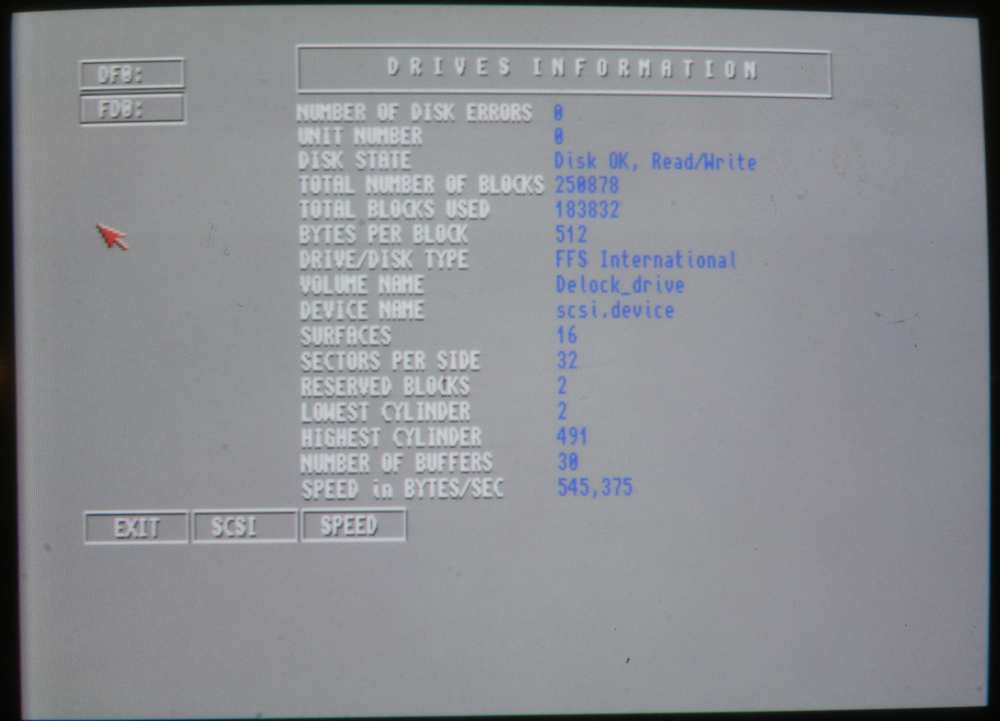 DF0:
FD0:
DRIVES INFORMATION
NUMBER OF DISK ERRORS 0
UNIT NUMBER 0
DISK STATE Disk OK, Read/Write
TOTAL NUMBER OF BLOCKS 250878
TOTAL BLOCKS USED 183832
BYTES PER BLOCK 512
DRIVE/DISK TYPE FFS International
VOLUME NAME Delock_drive
DEVICE NAME scsi.device
SURFACES 16
SECTORS PER SIDE 32
RESERVED BLOCKS 2
LOWEST CYLINDER 2
HIGHEST CYLINDER 491
NUMBER OF BUFFERS 30
SPEED in BYTES/SEC 545,375
EXIT SCSI SPEED